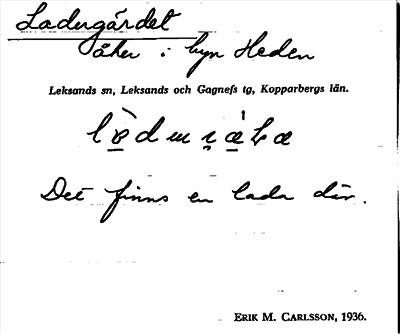 Ladugärdet
åker i byn Heden
Leksands sn, Leksands och Gagnefs tg, Kopparbergs län.
Det finns en lada där.
ERIK M. CARLSSON, 1936.